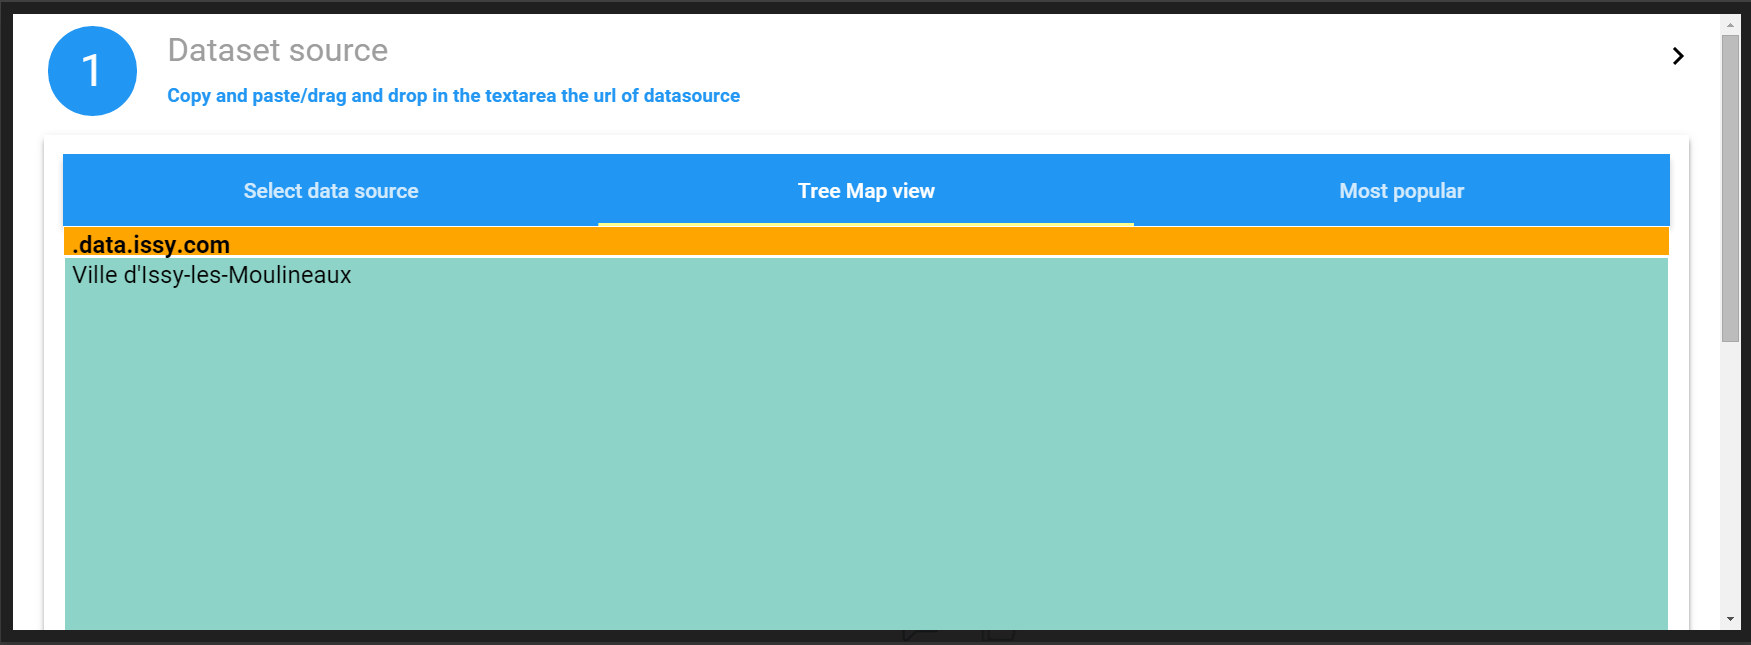 1
Dataset source
Copy and paste/drag and drop in the textarea the url of datasource
Select data source
Tree Map view
Most popular
.data.issy.com
Ville d'Issy-les-Moulineaux